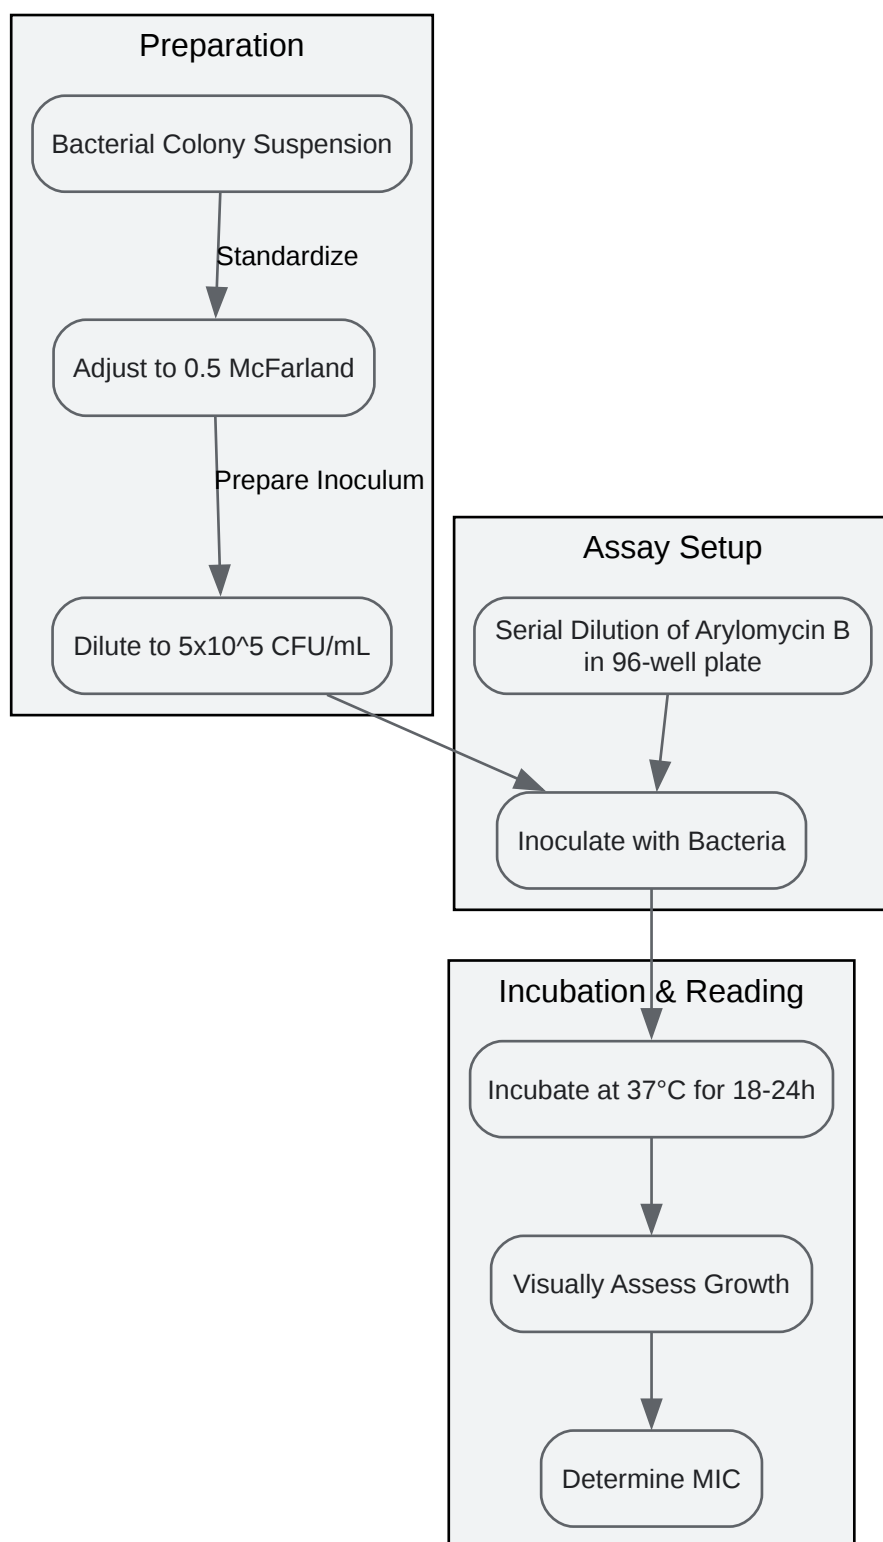 Preparation
Bacterial Colony Suspension
Standardize
Adjust to 0.5 McFarland
Prepare Inoculum
Dilute to 5x10^5 CFU/mL
Assay Setup
Serial Dilution of Arylomycin B
in 96-well plate
Inoculate with Bacteria
Incubation & Reading
Incubate at 37°C for 18-24h
Visually Assess Growth
Determine MIC